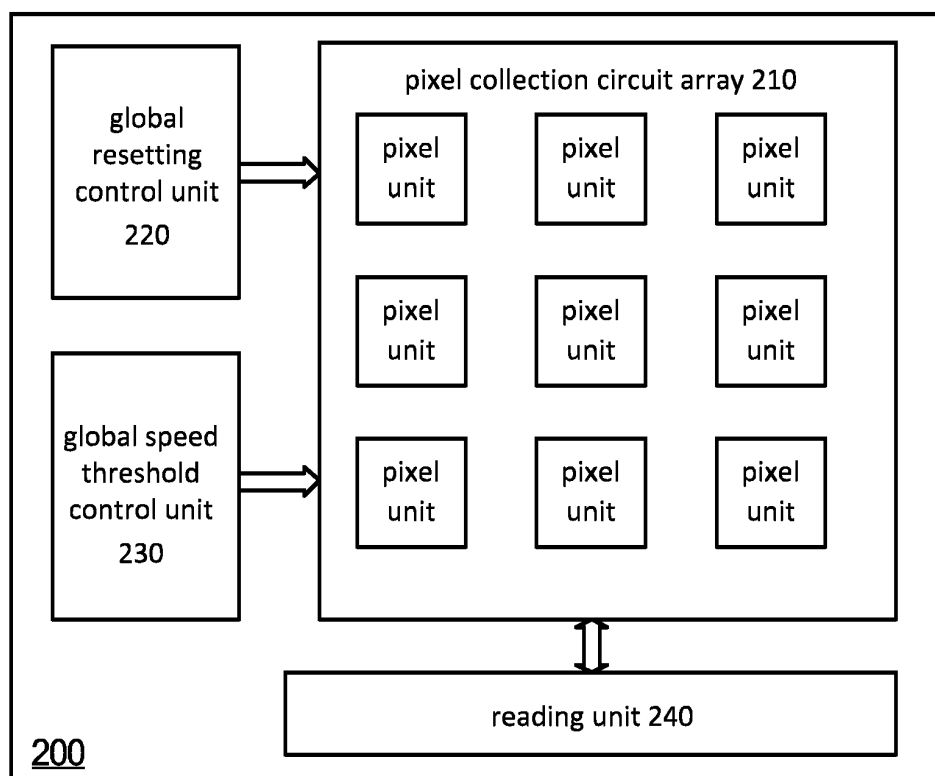 global
resetting
control unit
220
pixel collection circuit array 210
pixel
unit
pixel
unit
pixel
unit
pixel
unit
pixel
unit
pixel
unit
global speed
threshold
control unit
230
pixel
unit
pixel
unit
pixel
unit
reading unit 240
200